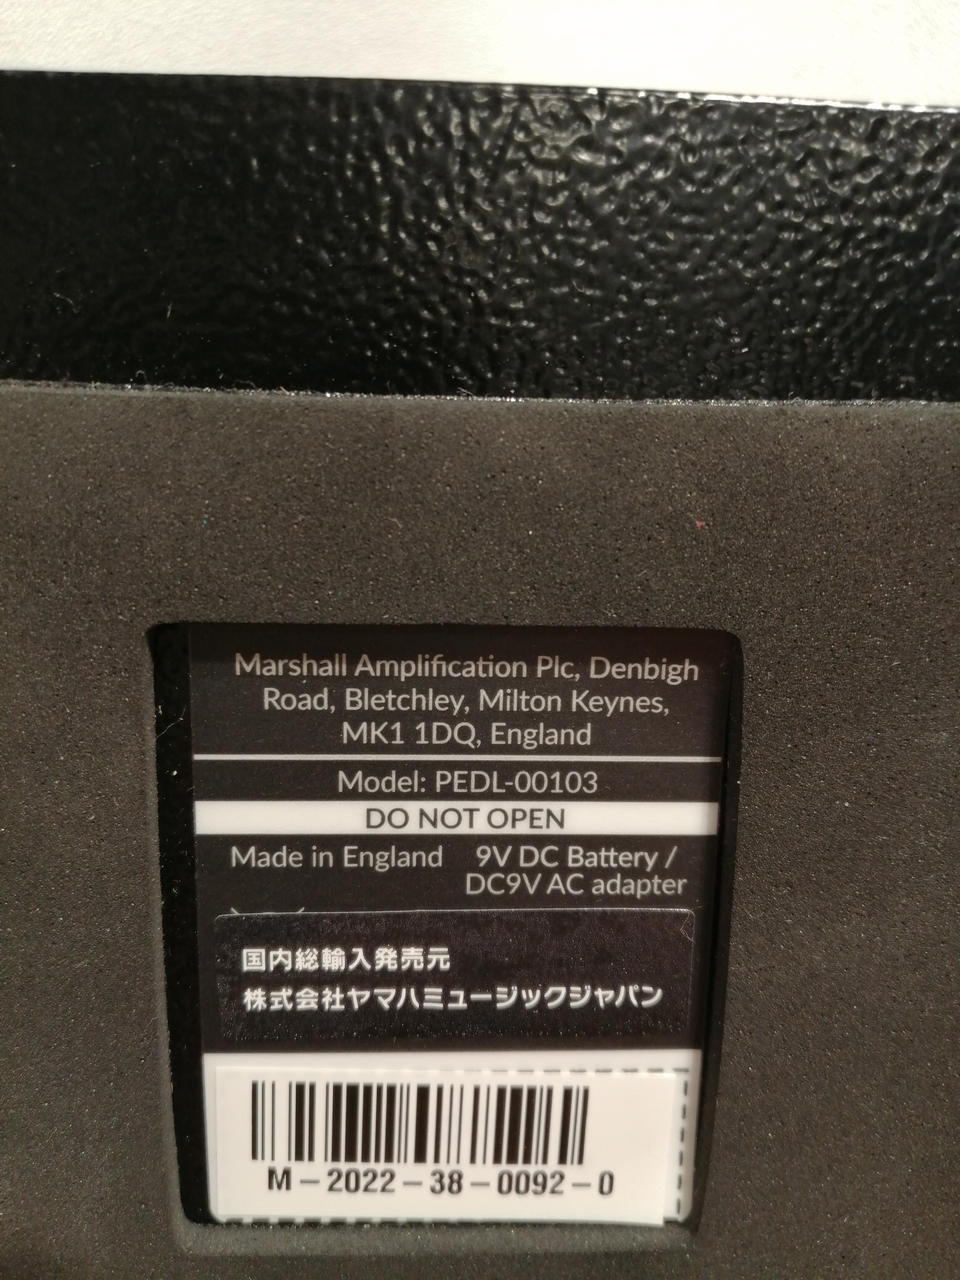 Marshall Amplification Plc, Denbigh
Road, Bletchley, Milton Keynes,
MK1 1DQ, England
Model: PEDL-00103
DO NOT OPEN
Made in England
9V DC Battery /
DC9V AC adapter
国内総輸入発売元
株式会社ヤマハミュージックジャパン
M-2022-38-0092-0